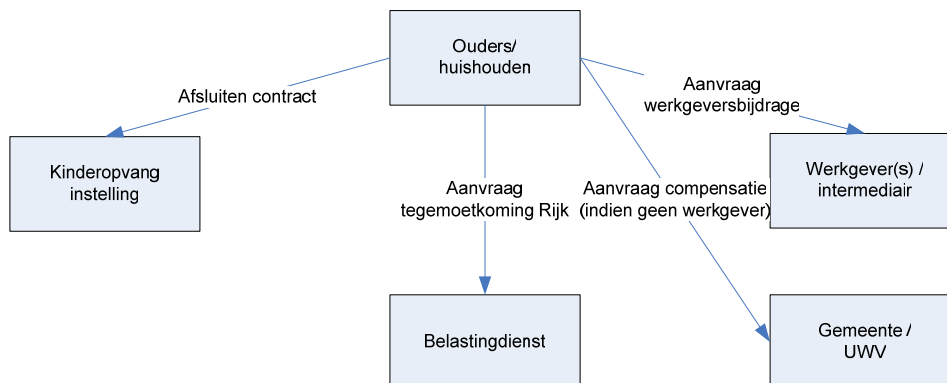 Ouders/
huishouden
Afsluiten contract
Aanvraag
werkgeversbijdrage
Kinderopvang
instelling
Aanvraag
tegemoetkoming Rijk
Aanvraag compensatie
(indien geen werkgever)
Werkgever(s) /
intermediair
Belastingdienst
Gemeente /
UWV